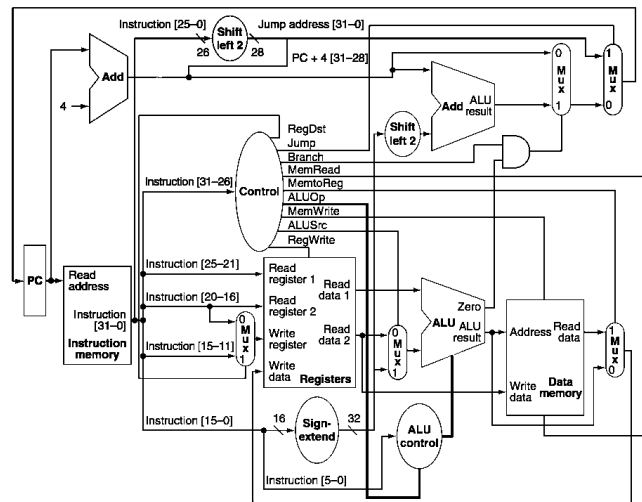 Instruction [25–0]
Shift left 2
Jump address [31–0]
26
28
PC + 4 [31–28]
Add
4
0
Mux
1
1
Mux
0
Add ALU result
Shift left 2
RegDst
Jump
Branch
MemRead
MemtoReg
ALUOp
MemWrite
ALUSrc
RegWrite
Control
Instruction [31–26]
PC
Read address
Instruction [31–0]
Instruction memory
Instruction [25–21]
Instruction [20–16]
Instruction [15–11]
0
Mux
1
Read register 1
Read register 2
Write register
Write data
Read data 1
Read data 2
Registers
0
Mux
1
Zero
ALU
ALU result
Address
Read data
Write data
Data memory
1
Mux
0
Instruction [15–0]
16
Sign-extend
32
ALU control
Instruction [5–0]